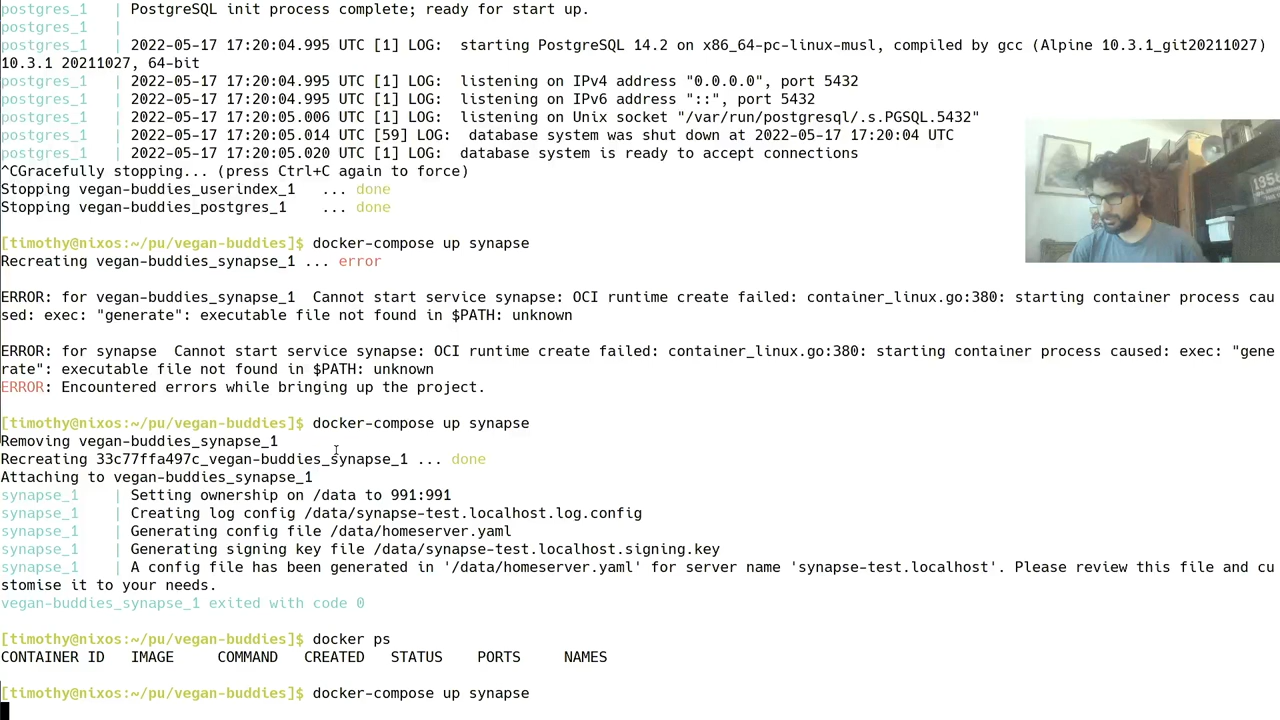 postgres_1   | PostgreSQL init process complete; ready for start up.
postgres_1   |
postgres_1   | 2022-05-17 17:20:04.995 UTC [1] LOG:  starting PostgreSQL 14.2 on x86_64-pc-linux-musl, compiled by gcc (Alpine 10.3.1_git20211027)
10.3.1 20211027, 64-bit
postgres_1   | 2022-05-17 17:20:04.995 UTC [1] LOG:  listening on IPv4 address "0.0.0.0", port 5432
postgres_1   | 2022-05-17 17:20:04.995 UTC [1] LOG:  listening on IPv6 address "::", port 5432
postgres_1   | 2022-05-17 17:20:05.006 UTC [1] LOG:  listening on Unix socket "/var/run/postgresql/.s.PGSQL.5432"
postgres_1   | 2022-05-17 17:20:05.014 UTC [59] LOG:  database system was shut down at 2022-05-17 17:20:04 UTC
postgres_1   | 2022-05-17 17:20:05.020 UTC [1] LOG:  database system is ready to accept connections
^CGracefully stopping... (press Ctrl+C again to force)
Stopping vegan-buddies_userindex_1   ... done
Stopping vegan-buddies_postgres_1    ... done
[timothy@nixos:~/pu/vegan-buddies]$ docker-compose up synapse
Recreating vegan-buddies_synapse_1 ... error
ERROR: for vegan-buddies_synapse_1  Cannot start service synapse: OCI runtime create failed: container_linux.go:380: starting container process cau
sed: exec: "generate": executable file not found in $PATH: unknown
ERROR: for synapse  Cannot start service synapse: OCI runtime create failed: container_linux.go:380: starting container process caused: exec: "gene
rate": executable file not found in $PATH: unknown
ERROR: Encountered errors while bringing up the project.
[timothy@nixos:~/pu/vegan-buddies]$ docker-compose up synapse
Removing vegan-buddies_synapse_1
Recreating 33c77ffa497c_vegan-buddies_synapse_1 ... done
Attaching to vegan-buddies_synapse_1
synapse_1    | Setting ownership on /data to 991:991
synapse_1    | Creating log config /data/synapse-test.localhost.log.config
synapse_1    | Generating config file /data/homeserver.yaml
synapse_1    | Generating signing key file /data/synapse-test.localhost.signing.key
synapse_1    | A config file has been generated in '/data/homeserver.yaml' for server name 'synapse-test.localhost'. Please review this file and cu
stomise it to your needs.
vegan-buddies_synapse_1 exited with code 0
[timothy@nixos:~/pu/vegan-buddies]$ docker ps
CONTAINER ID   IMAGE     COMMAND   CREATED   STATUS    PORTS     NAMES
[timothy@nixos:~/pu/vegan-buddies]$ docker-compose up synapse